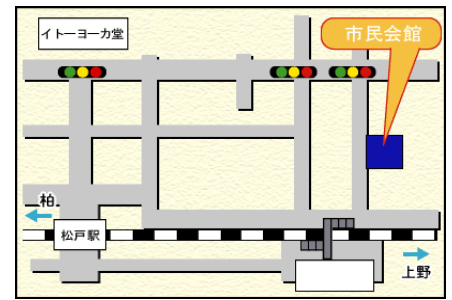 イトーヨーカ堂
市民会館
柏
松戸駅
上野